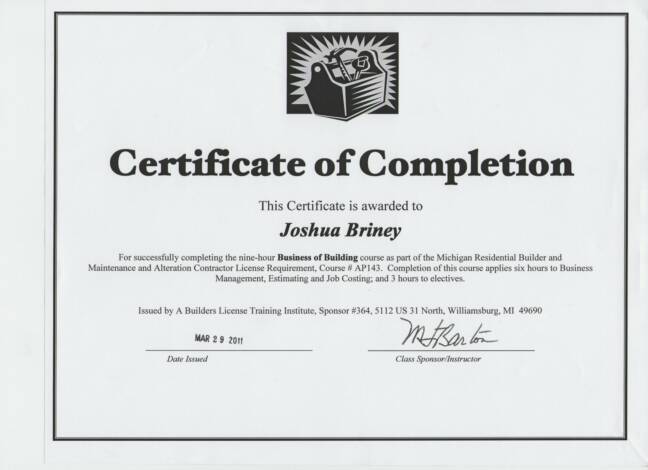 Certificate of Completion
This Certificate is awarded to
Joshua Briney
For successfully completing the nine-hour Business of Building course as part of the Michigan Residential Builder and
Maintenance and Alteration Contractor License Requirement, Course # AP143. Completion of this course applies six hours to Business
Management, Estimating and Job Costing; and 3 hours to electives.
Issued by A Builders License Training Institute, Sponsor #364, 5112 US 31 North, Williamsburg, MI 49690
MAR 29 2011
Date Issued
Class Sponsor/Instructor